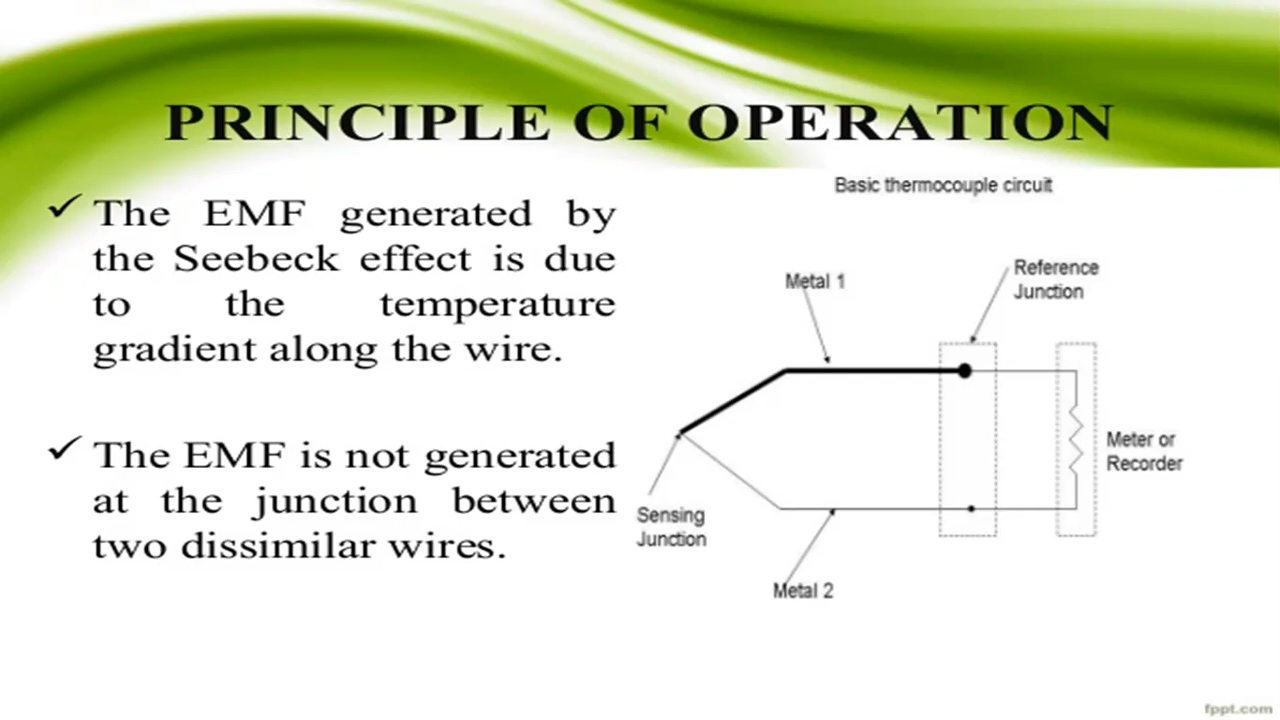 PRINCIPLE OF OPERATION
✓ The EMF generated by
the Seebeck effect is due
to the temperature
gradient along the wire.
✓ The EMF is not generated
at the junction between
two dissimilar wires.
Basic thermocouple circuit
Metal 1
Reference
Junction
Meter or
Recorder
Sensing
Junction
Metal 2
fppt.com